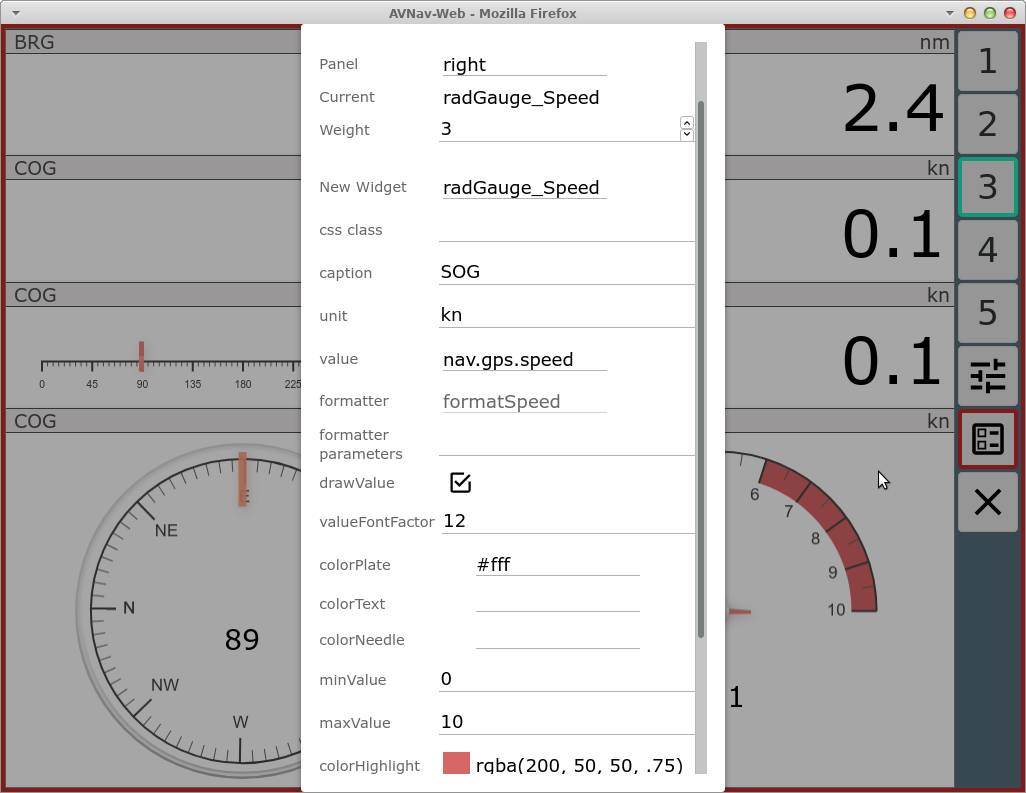 AVNav-Web - Mozilla Firefox
BRG
nm
2.4
COG
kn
0.1
COG
kn
0.1
0 45 90 135 180 225
COG
kn
E
NE
N
NW
W
89
6
7
8
9
10
1
Panel right
Current radGauge_Speed
Weight 3
New Widget radGauge_Speed
css class
caption SOG
unit kn
value nav.gps.speed
formatter formatSpeed
formatter
parameters
drawValue
valueFontFactor 12
colorPlate #fff
colorText
colorNeedle
minValue 0
maxValue 10
colorHighlight rgba(200, 50, 50, .75)
1
2
3
4
5